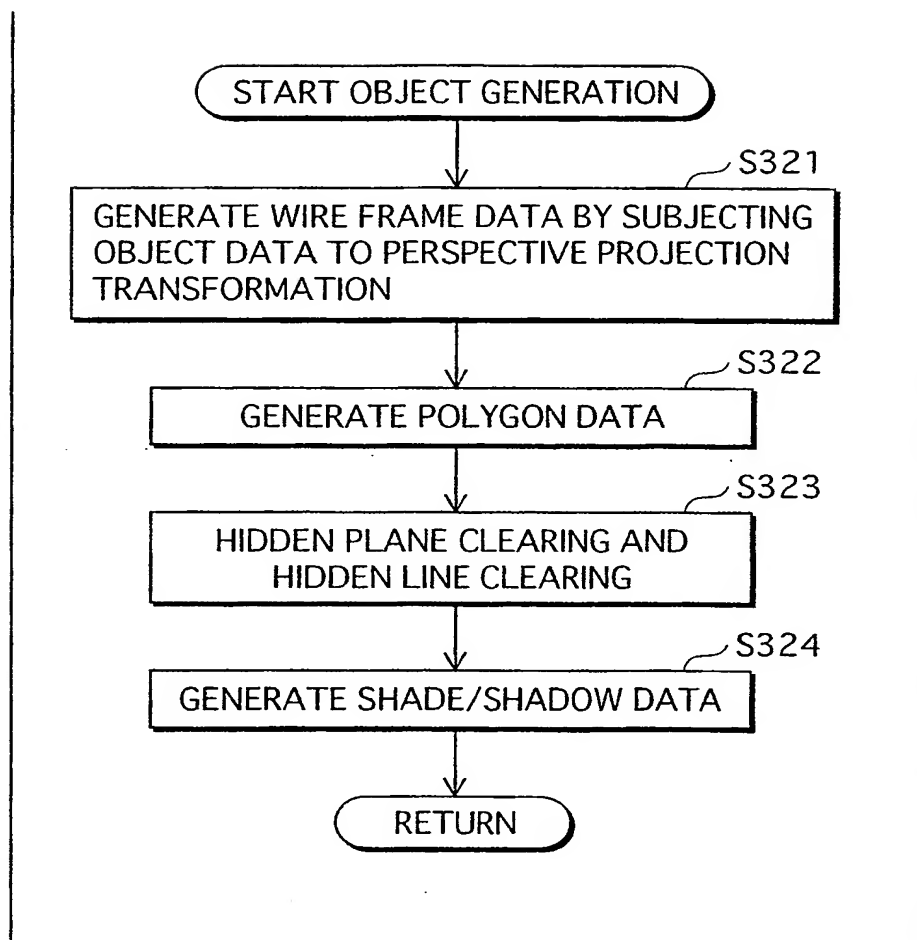 START OBJECT GENERATION
S321
GENERATE WIRE FRAME DATA BY SUBJECTING
OBJECT DATA TO PERSPECTIVE PROJECTION
TRANSFORMATION
S322
GENERATE POLYGON DATA
S323
HIDDEN PLANE CLEARING AND
HIDDEN LINE CLEARING
S324
GENERATE SHADE/SHADOW DATA
RETURN